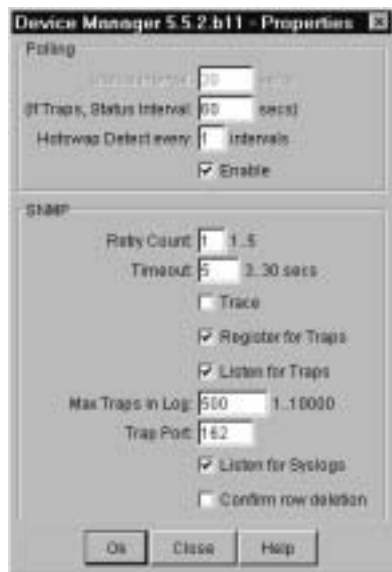 Device Manager 5.5.2.b11 - Properties
Polling
(If Traps, Status Interval: 60 secs)
Hotswap Detect every: 1 intervals
Enable
SNMP
Retry Count: 1 1..5
Timeout: 5 3..30 secs
Trace
Register for Traps
Listen for Traps
Max Traps in Log: 500 1..10000
Trap Port: 162
Listen for Syslogs
Confirm row deletion
Ok Close Help